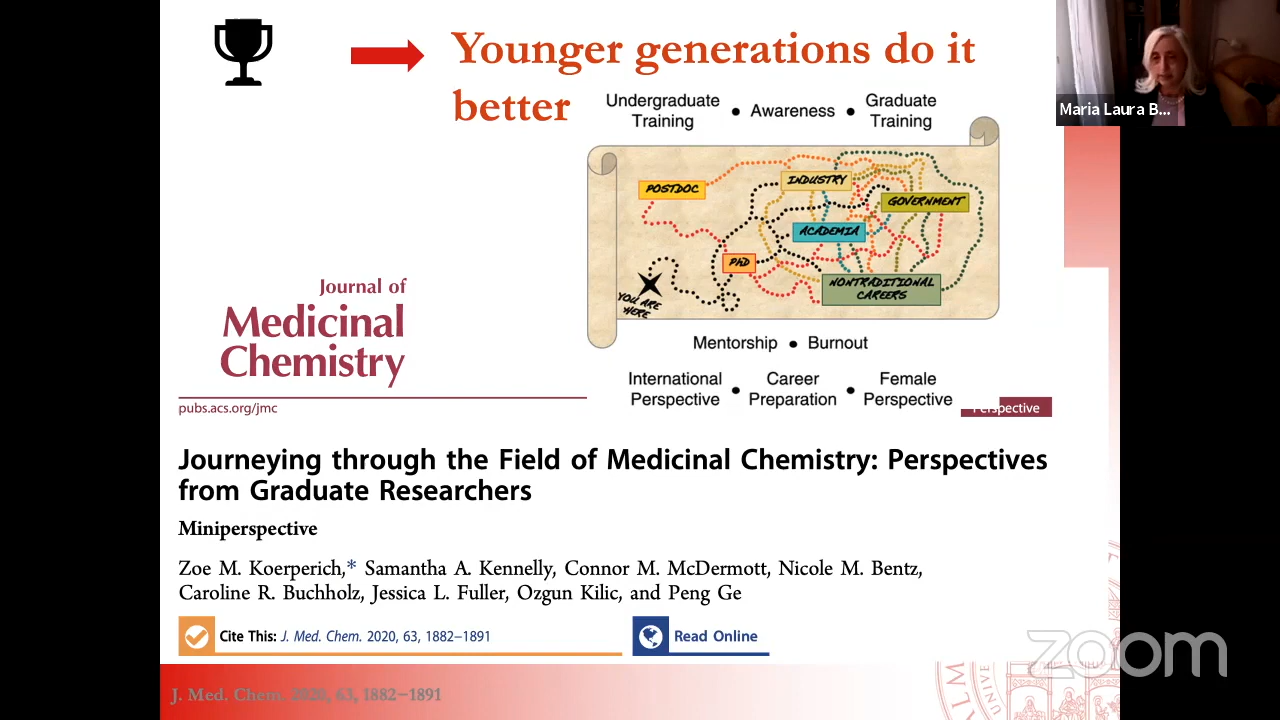 Younger generations do it
better
Maria Laura B...
Undergraduate
Training
• Awareness •
Graduate
Training
POSTDOC
INDUSTRY
GOVERNMENT
ACADEMIA
PhD
NONTRADITIONAL
CAREERS
YOU ARE
HERE
Mentorship • Burnout
International
Perspective
•
Career
Preparation
•
Female
Perspective
Journal of
Medicinal
Chemistry
pubs.acs.org/jmc
Perspective
Journeying through the Field of Medicinal Chemistry: Perspectives
from Graduate Researchers
Miniperspective
Zoe M. Koerperich,* Samantha A. Kennelly, Connor M. McDermott, Nicole M. Bentz,
Caroline R. Buchholz, Jessica L. Fuller, Ozgun Kilic, and Peng Ge
Cite This: J. Med. Chem. 2020, 63, 1882−1891
Read Online
zoom
J. Med. Chem. 2020, 63, 1882−1891